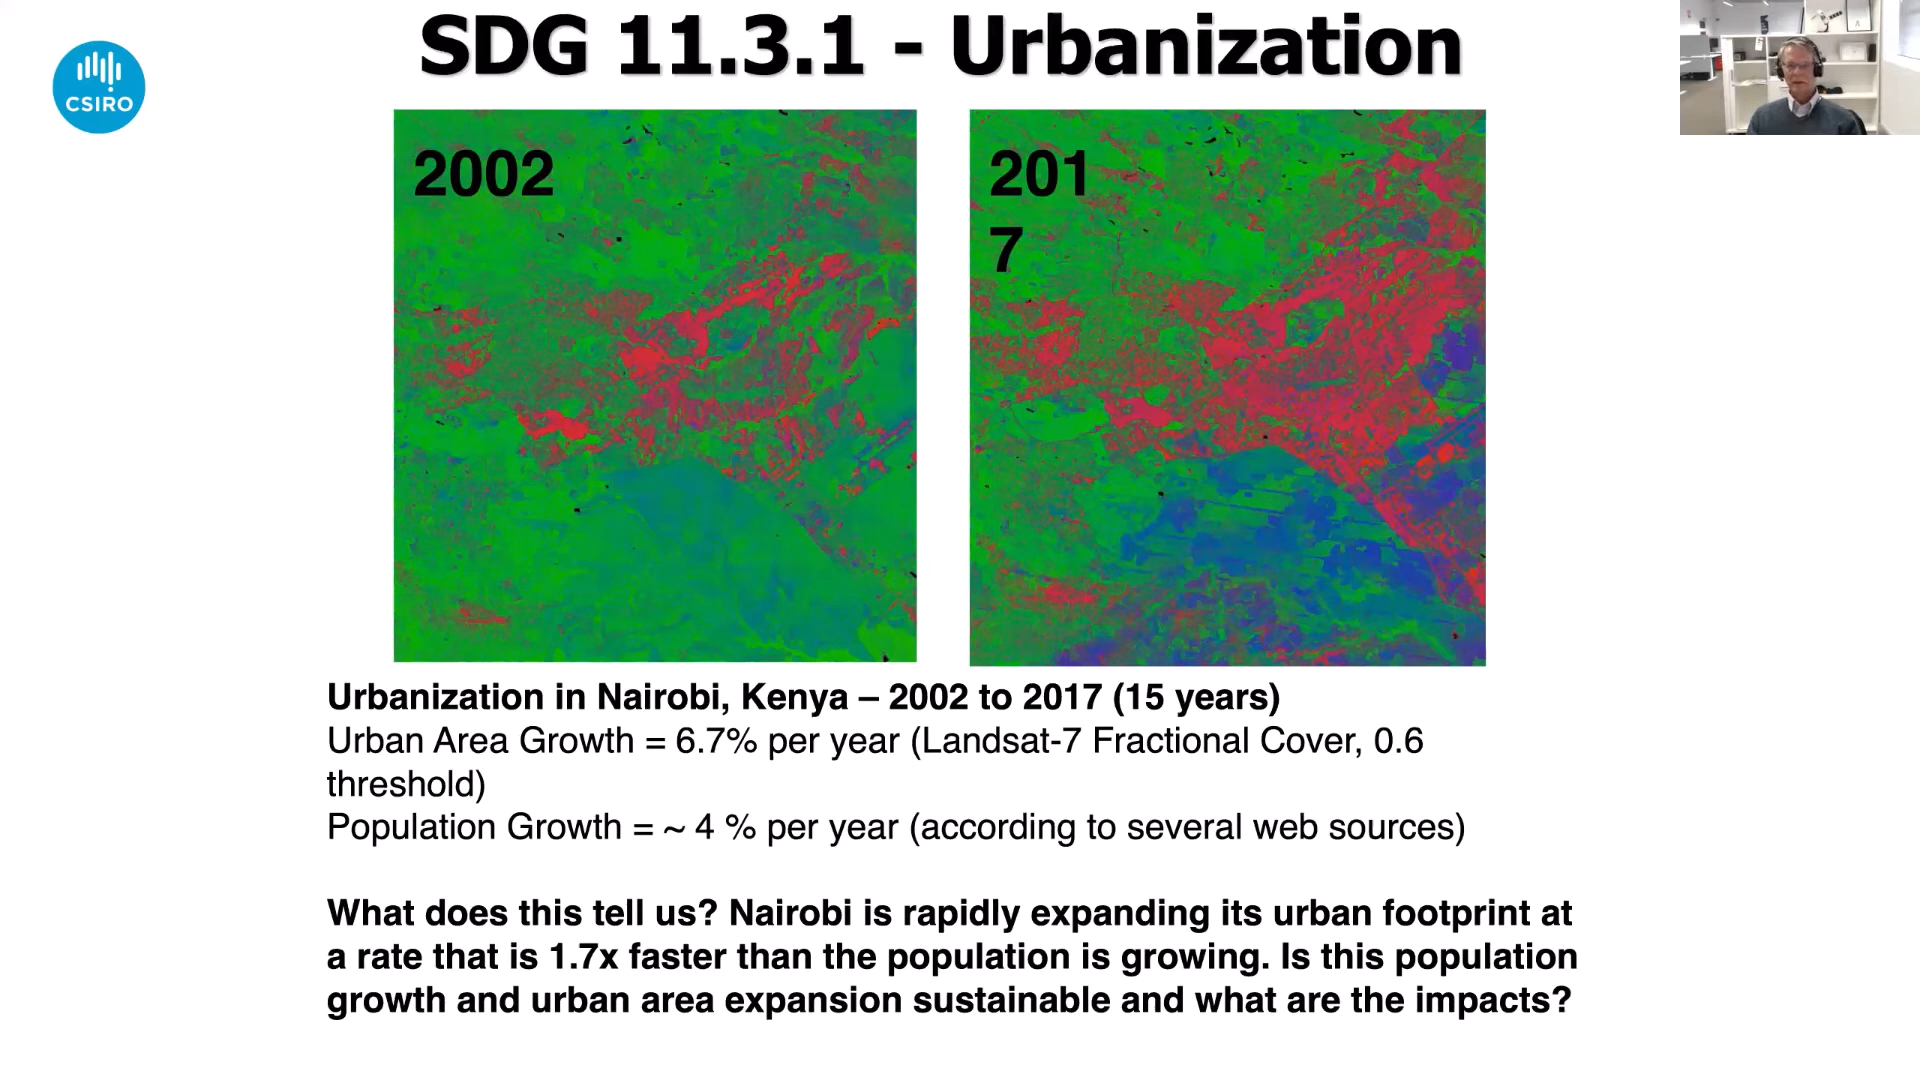 SDG 11.3.1 - Urbanization
CSIRO
2002
201
7
Urbanization in Nairobi, Kenya – 2002 to 2017 (15 years)
Urban Area Growth = 6.7% per year (Landsat-7 Fractional Cover, 0.6
threshold)
Population Growth = ~ 4 % per year (according to several web sources)
What does this tell us? Nairobi is rapidly expanding its urban footprint at
a rate that is 1.7x faster than the population is growing. Is this population
growth and urban area expansion sustainable and what are the impacts?